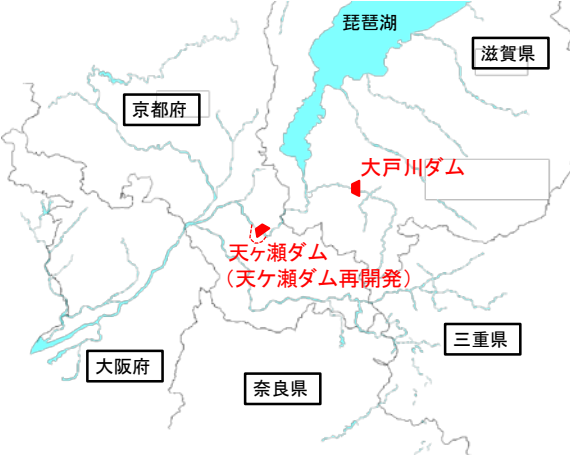 琵琶湖
滋賀県
京都府
大戸川ダム
天ヶ瀬ダム
（天ケ瀬ダム再開発）
三重県
大阪府
奈良県